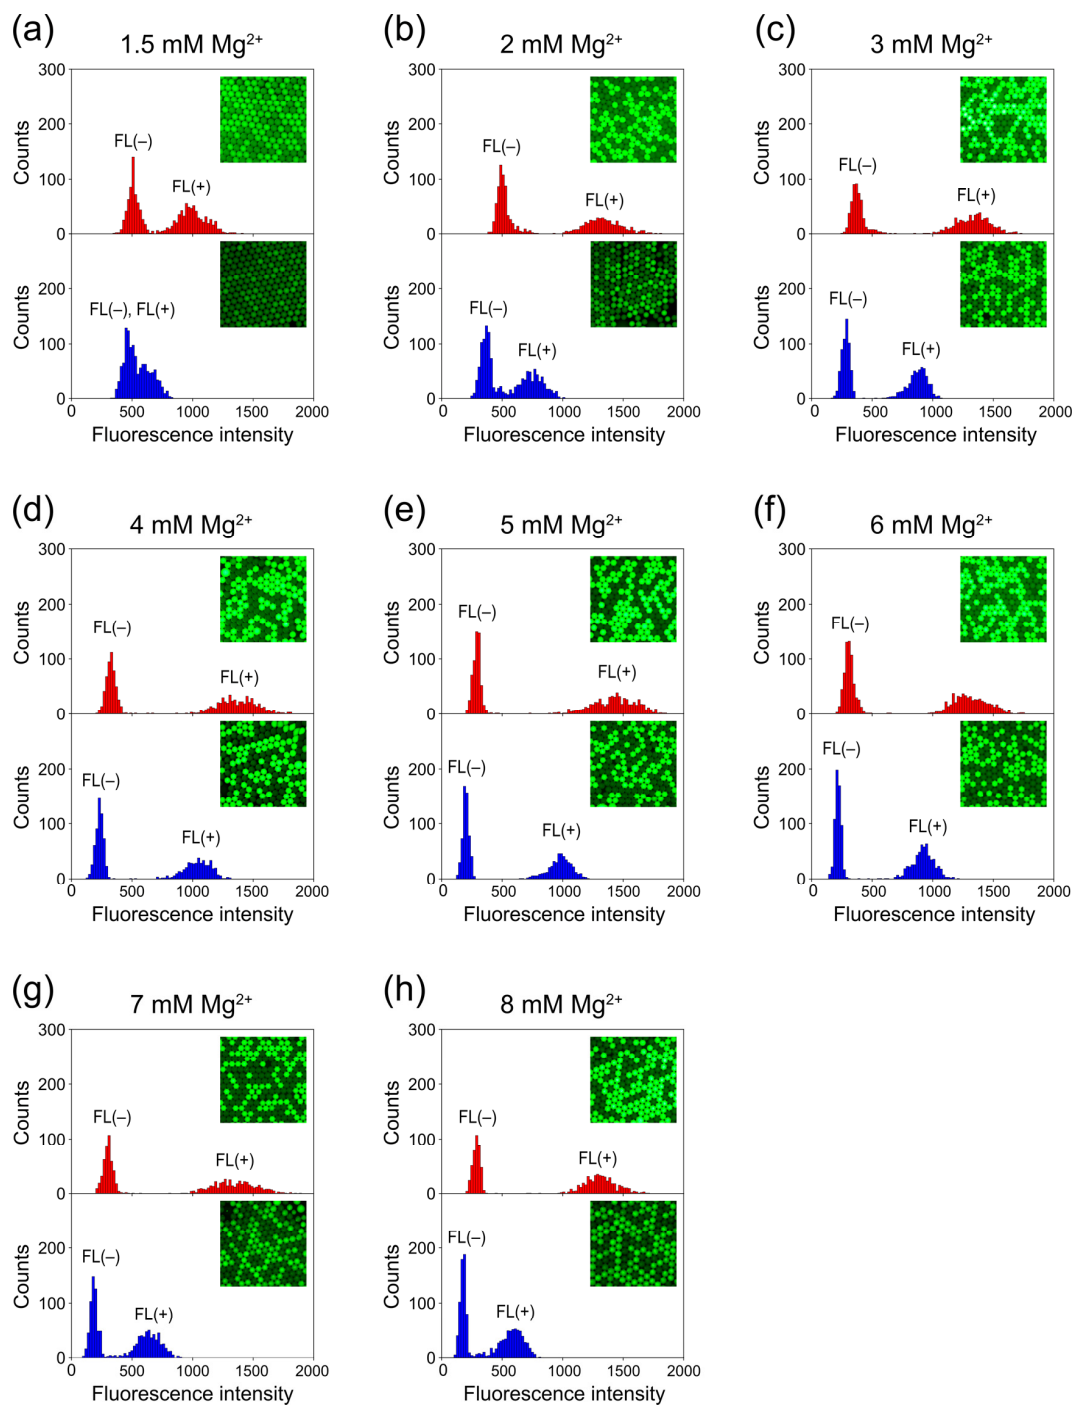 (a)
1.5 mM Mg²⁺
300
200
100
0
Counts
FL(–)
FL(+)
200
100
0
Counts
FL(–), FL(+)
0 500 1000 1500 2000
Fluorescence intensity
(b)
2 mM Mg²⁺
300
200
100
0
Counts
FL(–)
FL(+)
200
100
0
Counts
FL(–)
FL(+)
0 500 1000 1500 2000
Fluorescence intensity
(c)
3 mM Mg²⁺
300
200
100
0
Counts
FL(–)
FL(+)
200
100
0
Counts
FL(–)
FL(+)
0 500 1000 1500 2000
Fluorescence intensity
(d)
4 mM Mg²⁺
300
200
100
0
Counts
FL(–)
FL(+)
200
100
0
Counts
FL(–)
FL(+)
0 500 1000 1500 2000
Fluorescence intensity
(e)
5 mM Mg²⁺
300
200
100
0
Counts
FL(–)
FL(+)
200
100
0
Counts
FL(–)
FL(+)
0 500 1000 1500 2000
Fluorescence intensity
(f)
6 mM Mg²⁺
300
200
100
0
Counts
FL(–)
200
100
0
Counts
FL(–)
FL(+)
0 500 1000 1500 2000
Fluorescence intensity
(g)
7 mM Mg²⁺
300
200
100
0
Counts
FL(–)
FL(+)
200
100
0
Counts
FL(–)
FL(+)
0 500 1000 1500 2000
Fluorescence intensity
(h)
8 mM Mg²⁺
300
200
100
0
Counts
FL(–)
FL(+)
200
100
0
Counts
FL(–)
FL(+)
0 500 1000 1500 2000
Fluorescence intensity